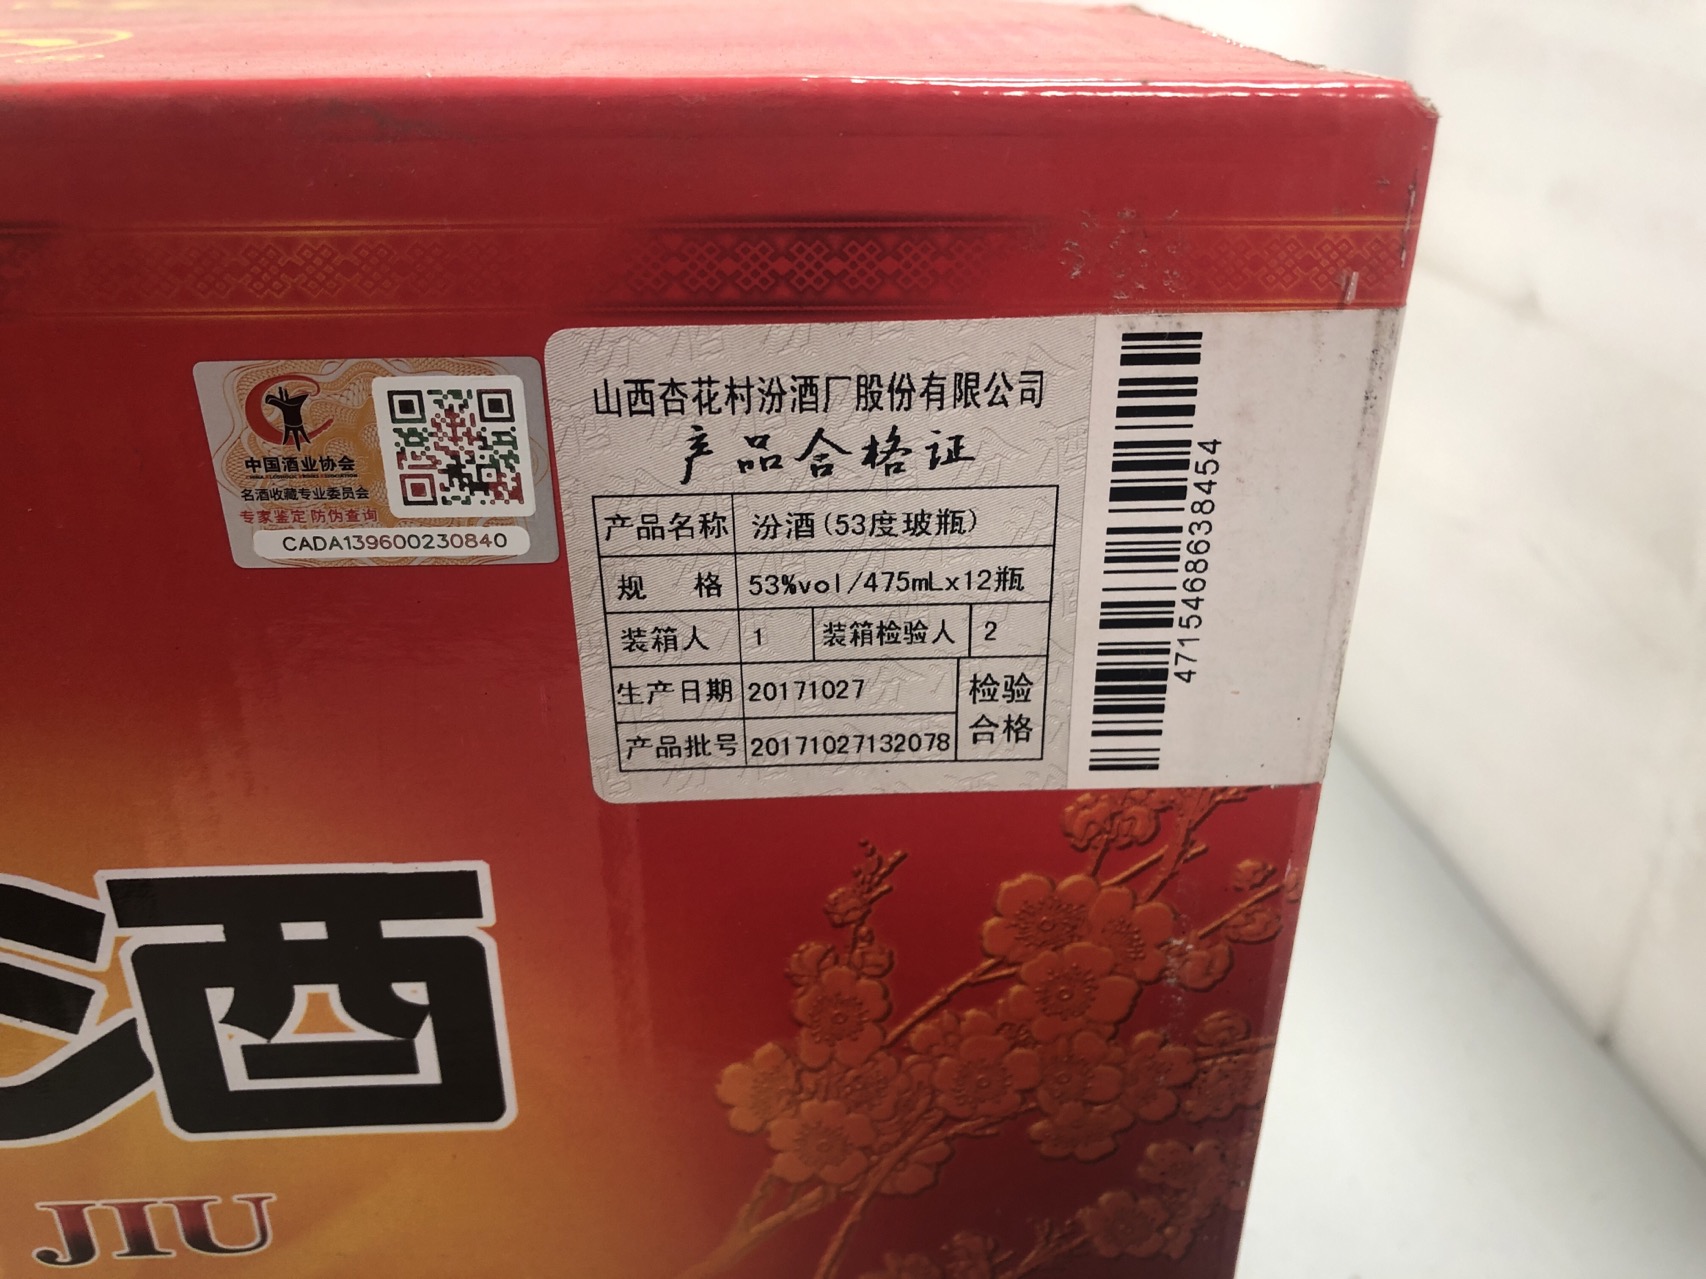 中国酒业协会
名酒收藏专业委员会
专家鉴定 防伪查询
CADA139600230840
山西杏花村汾酒厂股份有限公司
产品合格证
产品名称 汾酒(53度玻瓶)
规 格 53%vol/475mLx12瓶
装箱人 1 装箱检验人 2
生产日期 20171027 检验
产品批号 20171027132078 合格
4715468638454
酒
JIU